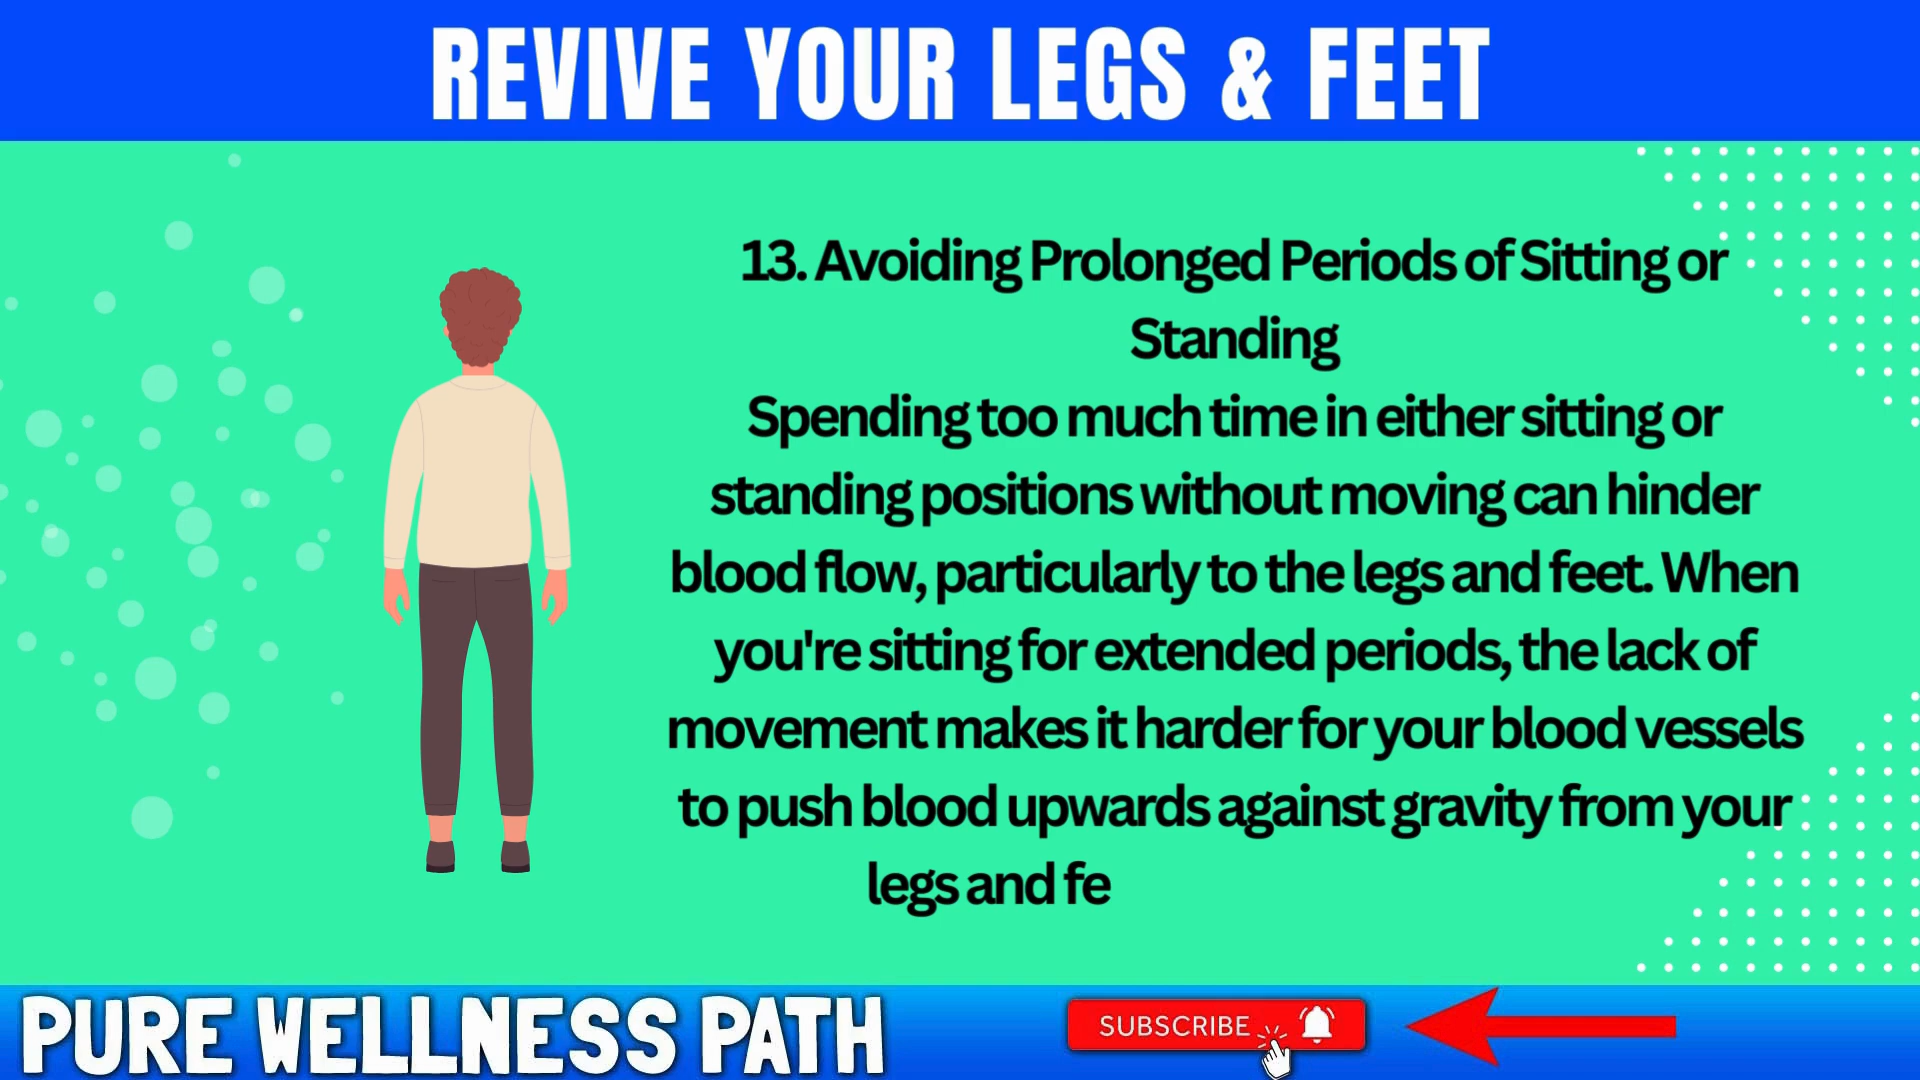 REVIVE YOUR LEGS & FEET
13. Avoiding Prolonged Periods of Sitting or
Standing
Spending too much time in either sitting or
standing positions without moving can hinder
blood flow, particularly to the legs and feet. When
you're sitting for extended periods, the lack of
movement makes it harder for your blood vessels
to push blood upwards against gravity from your
legs and fe
PURE WELLNESS PATH
SUBSCRIBE